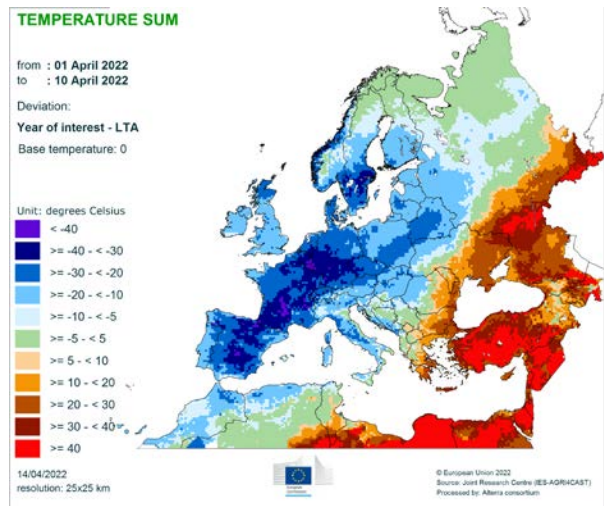 TEMPERATURE SUM
from : 01 April 2022
to : 10 April 2022
Deviation:
Year of interest - LTA
Base temperature: 0
Unit: degrees Celsius
< -40
>= -40 - < -30
>= -30 - < -20
>= -20 - < -10
>= -10 - < -5
>= -5 - < 5
>= 5 - < 10
>= 10 - < 20
>= 20 - < 30
>= 30 - < 40
>= 40
14/04/2022
resolution: 25x25 km
© European Union 2022
Source: Joint Research Centre (IES-AGRI4CAST)
Processed by: Alterra consortium